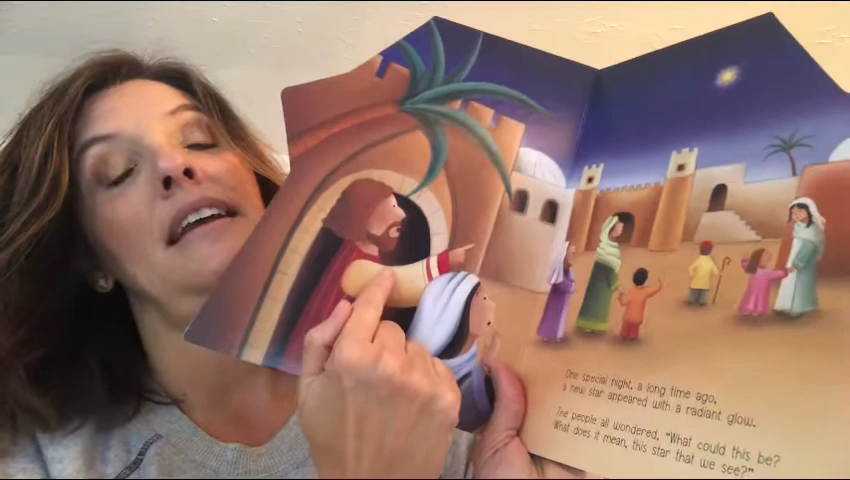 One special night, a long time ago,
a new star appeared with a radiant glow.
The people all wondered, "What could this be?
What does it mean, this star that we see?"